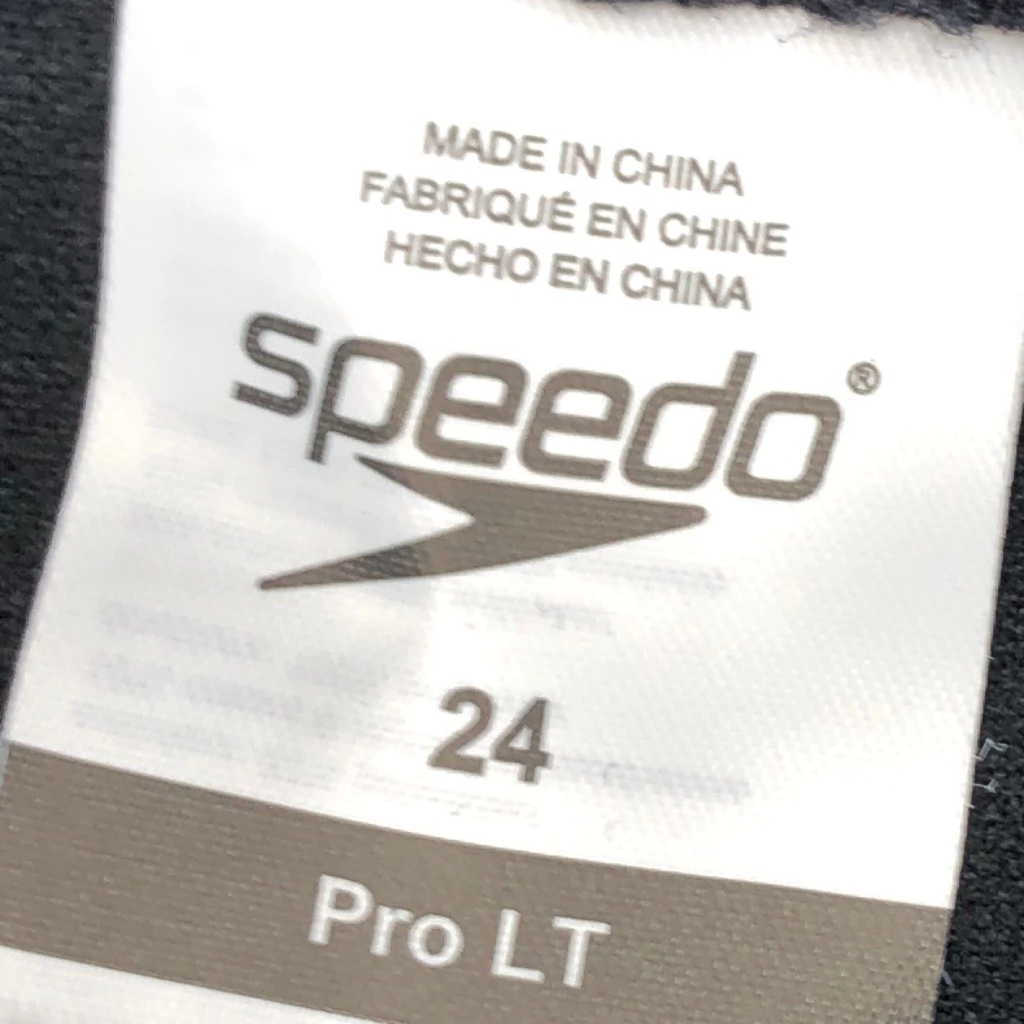 MADE IN CHINA
FABRIQUÉ EN CHINE
HECHO EN CHINA
speedo®
24
Pro LT